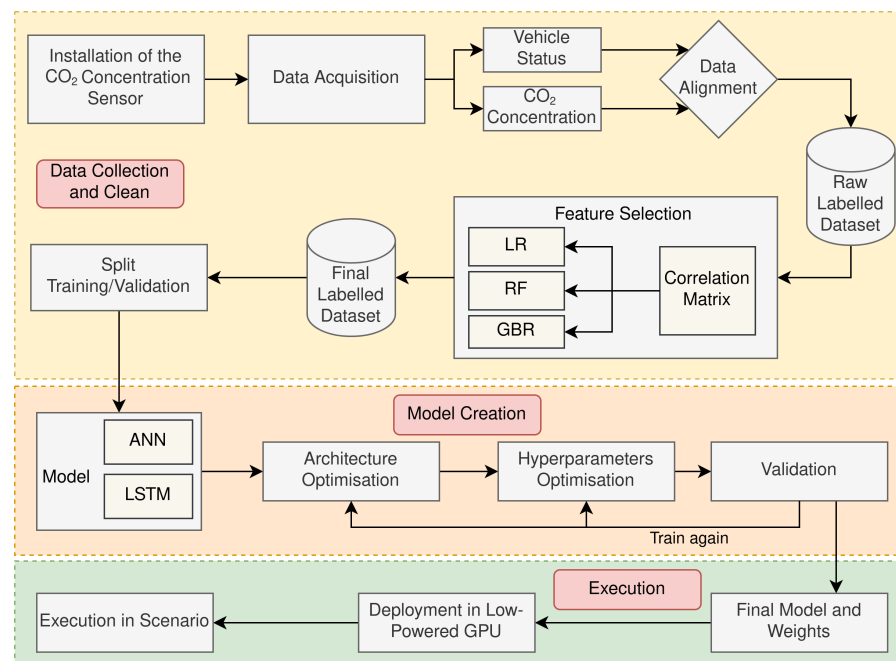 Installation of the
CO₂ Concentration
Sensor
Data Acquisition
Vehicle
Status
CO₂
Concentration
Data
Alignment
Data Collection
and Clean
Raw
Labelled
Dataset
Feature Selection
LR
RF
GBR
Correlation
Matrix
Final
Labelled
Dataset
Split
Training/Validation
Model Creation
Model
ANN
LSTM
Architecture
Optimisation
Hyperparameters
Optimisation
Validation
Train again
Execution
Execution in Scenario
Deployment in Low-
Powered GPU
Final Model and
Weights